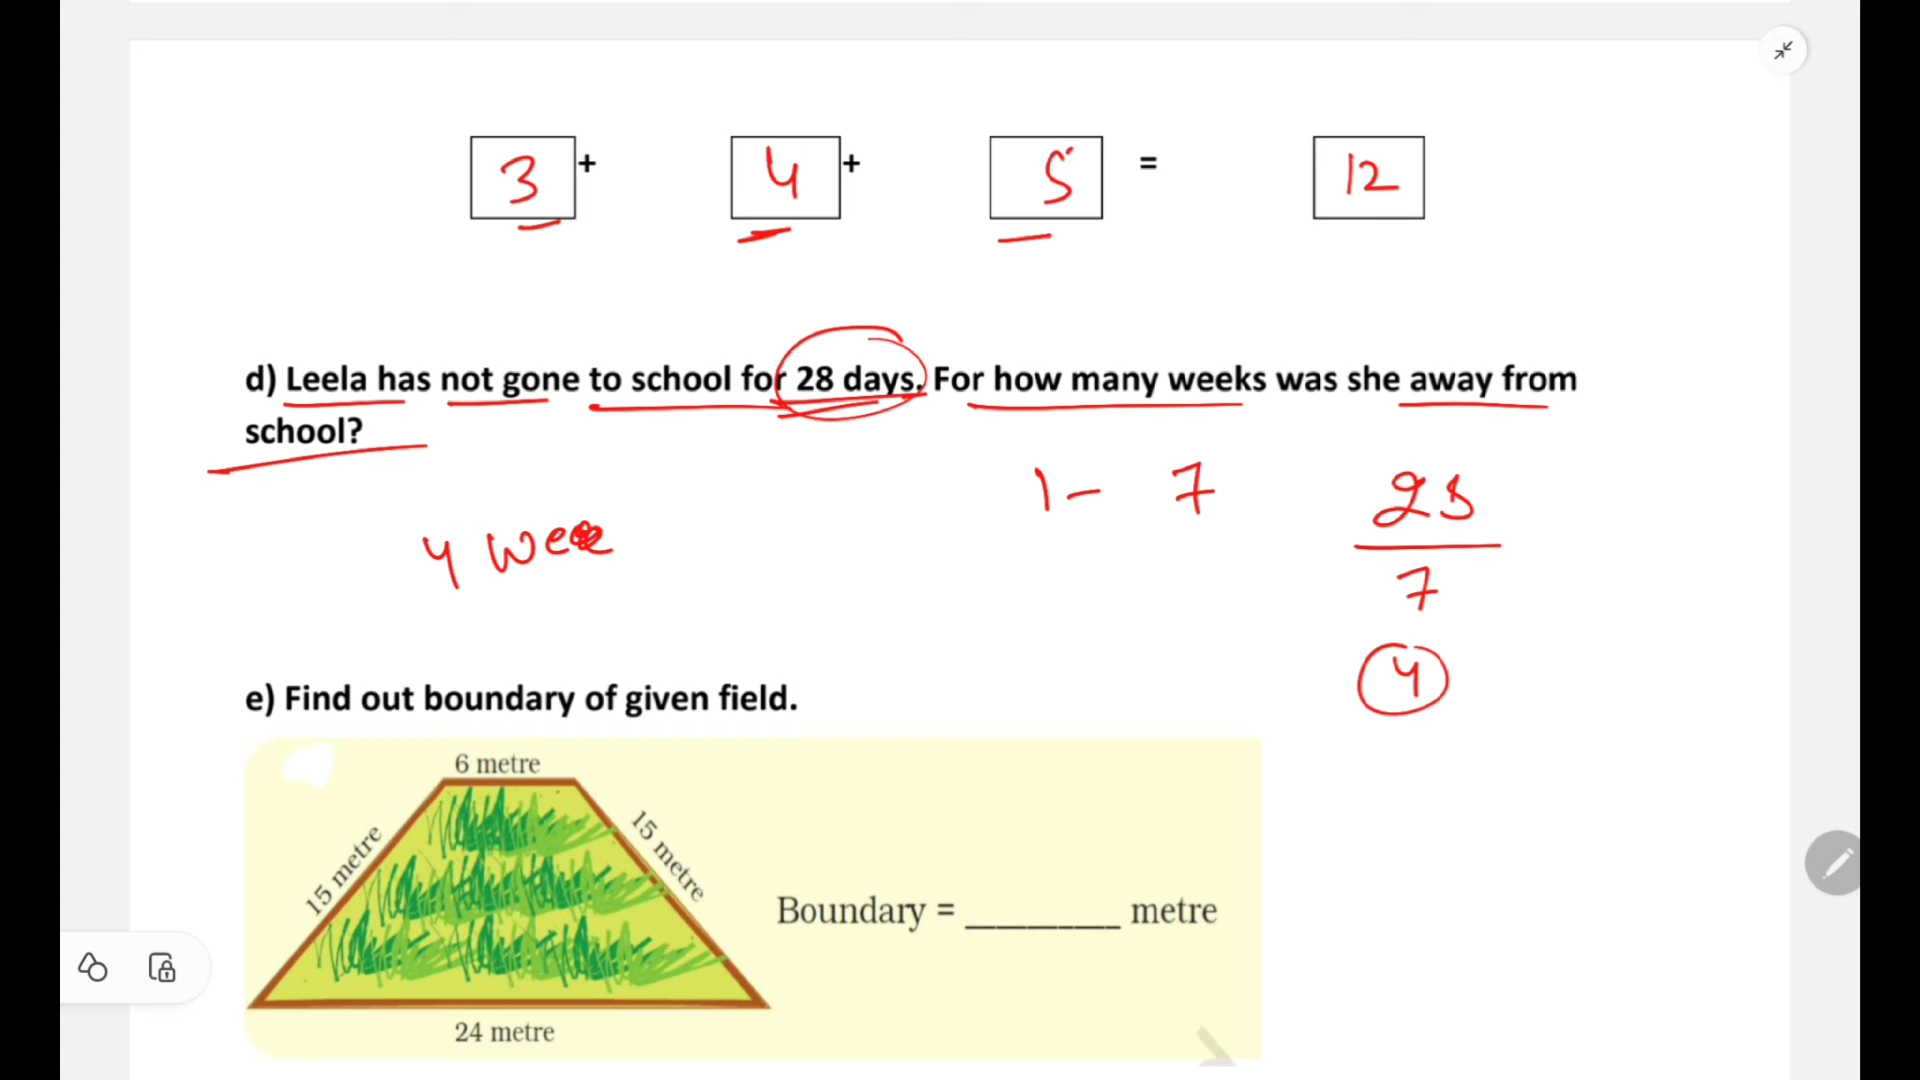 3 + 4 + 5 = 12
d) Leela has not gone to school for 28 days. For how many weeks was she away from
school?
1 - 7
28
4 wee
7
4
e) Find out boundary of given field.
6 metre
15 metre
15 metre
Boundary = ________ metre
24 metre